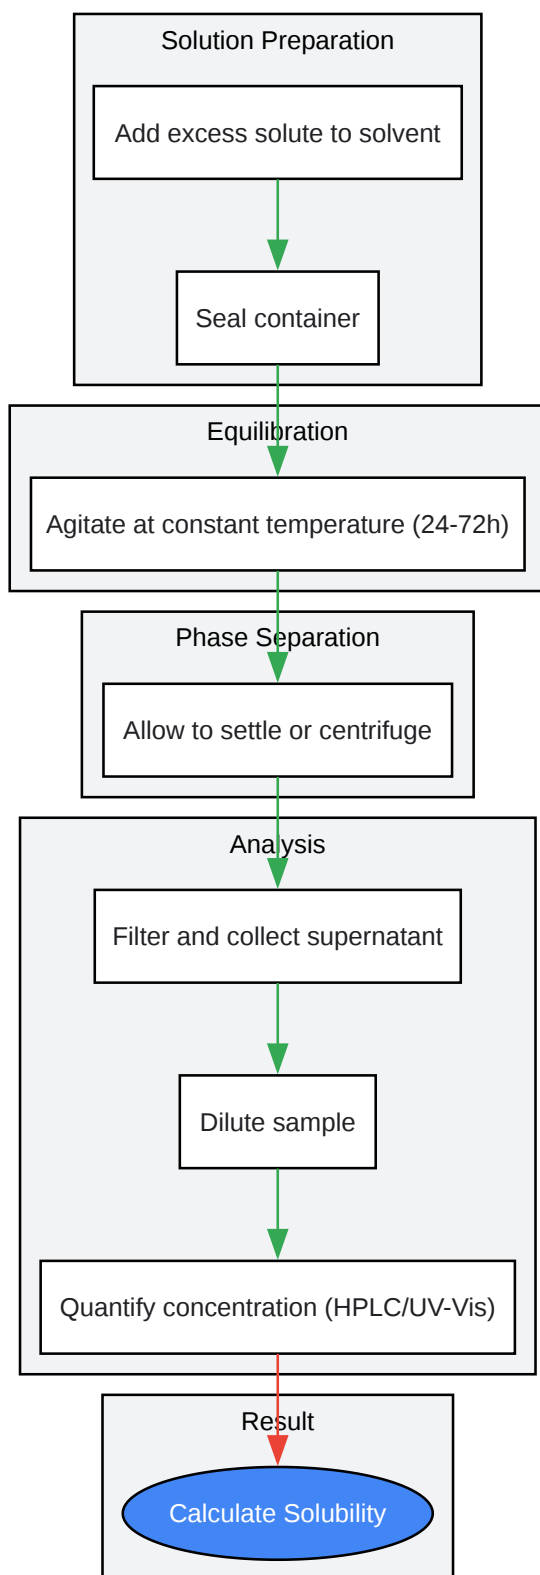 Solution Preparation
Add excess solute to solvent
Seal container
Equilibration
Agitate at constant temperature (24-72h)
Phase Separation
Allow to settle or centrifuge
Analysis
Filter and collect supernatant
Dilute sample
Quantify concentration (HPLC/UV-Vis)
Result
Calculate Solubility